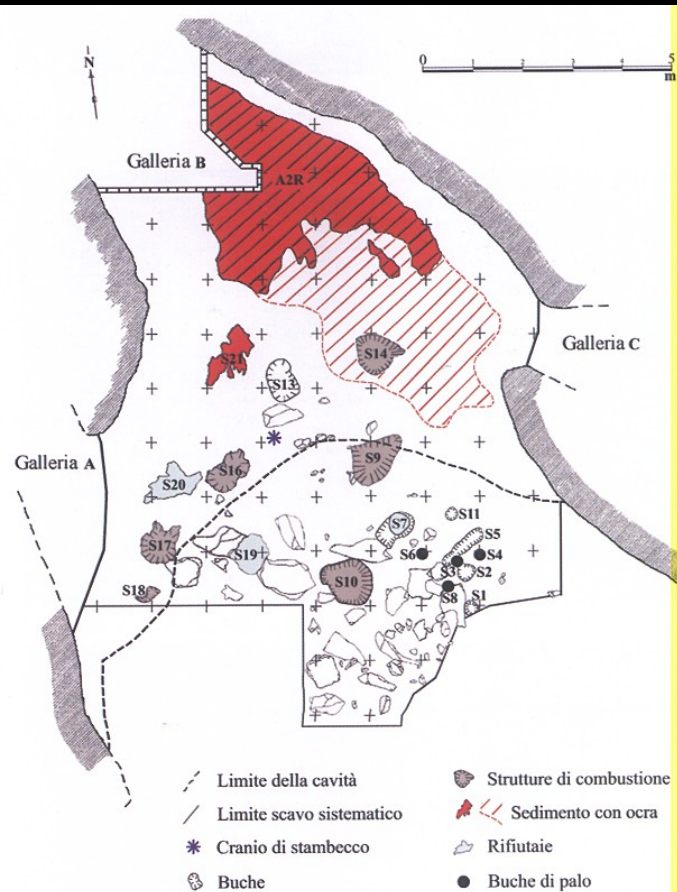 N
0 1 2 3 4 5
m
Galleria B
A2R
Galleria C
S21
S14
S13
Galleria A
S16
S9
S20
S7
S11
S5
S17
S19
S6
S4
S3
S2
S10
S18
S8
S1
Limite della cavità
Strutture di combustione
Limite scavo sistematico
Sedimento con ocra
Cranio di stambecco
Rifiutaie
Buche
Buche di palo